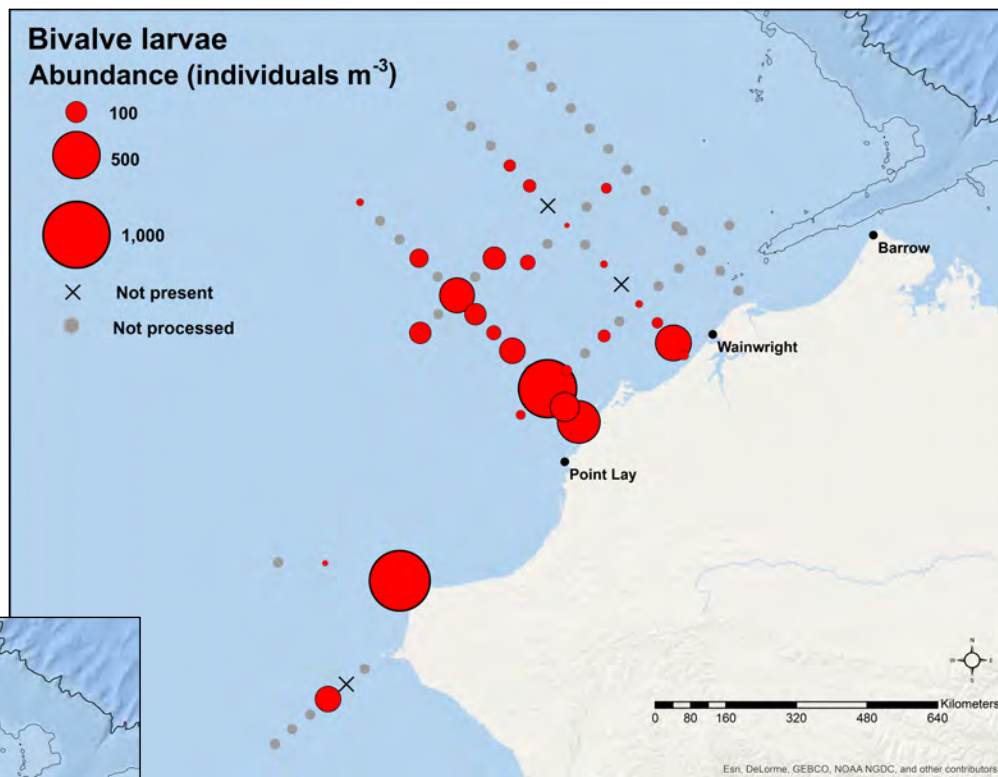 Bivalve larvae
Abundance (individuals m⁻³)
100
500
1,000
Not present
Not processed
Barrow
Wainwright
Point Lay
N
W E
S
Kilometers
0 80 160 320 480 640
Esri, DeLorme, GEBCO, NOAA NGDC, and other contributors